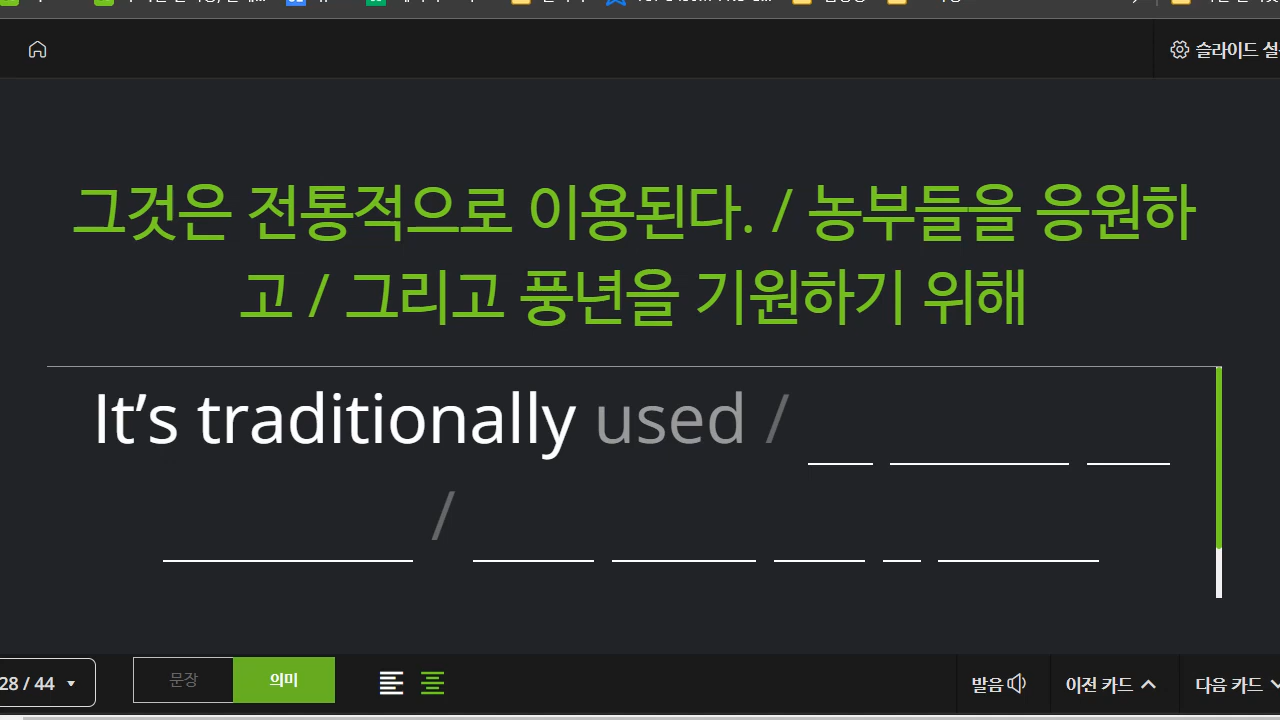 슬라이드
그것은 전통적으로 이용된다. / 농부들을 응원하
고 / 그리고 풍년을 기원하기 위해
It’s traditionally used /
/
28 / 44
문장
의미
발음
이전 카드
다음 카드